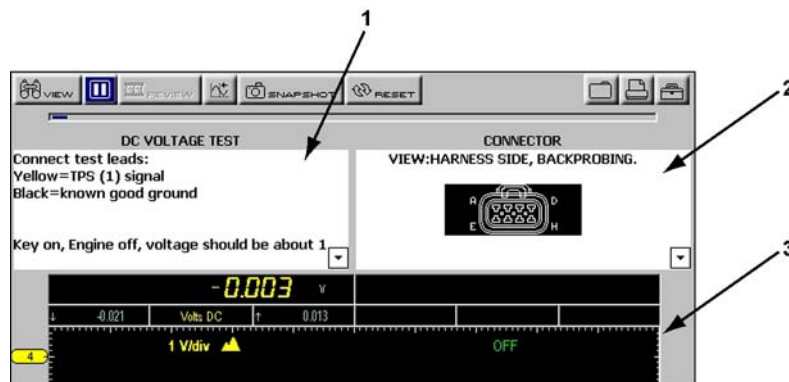 1
VIEW REVIEW SNAPSHOT RESET
2
DC VOLTAGE TEST CONNECTOR
Connect test leads: VIEW:HARNESS SIDE, BACKPROBING.
Yellow=TPS (1) signal
Black=known good ground
A D
E H
Key on, Engine off, voltage should be about 1
3
-0.003 V
↓ -0.021 Volts DC ↑ 0.013
1 V/div OFF
4